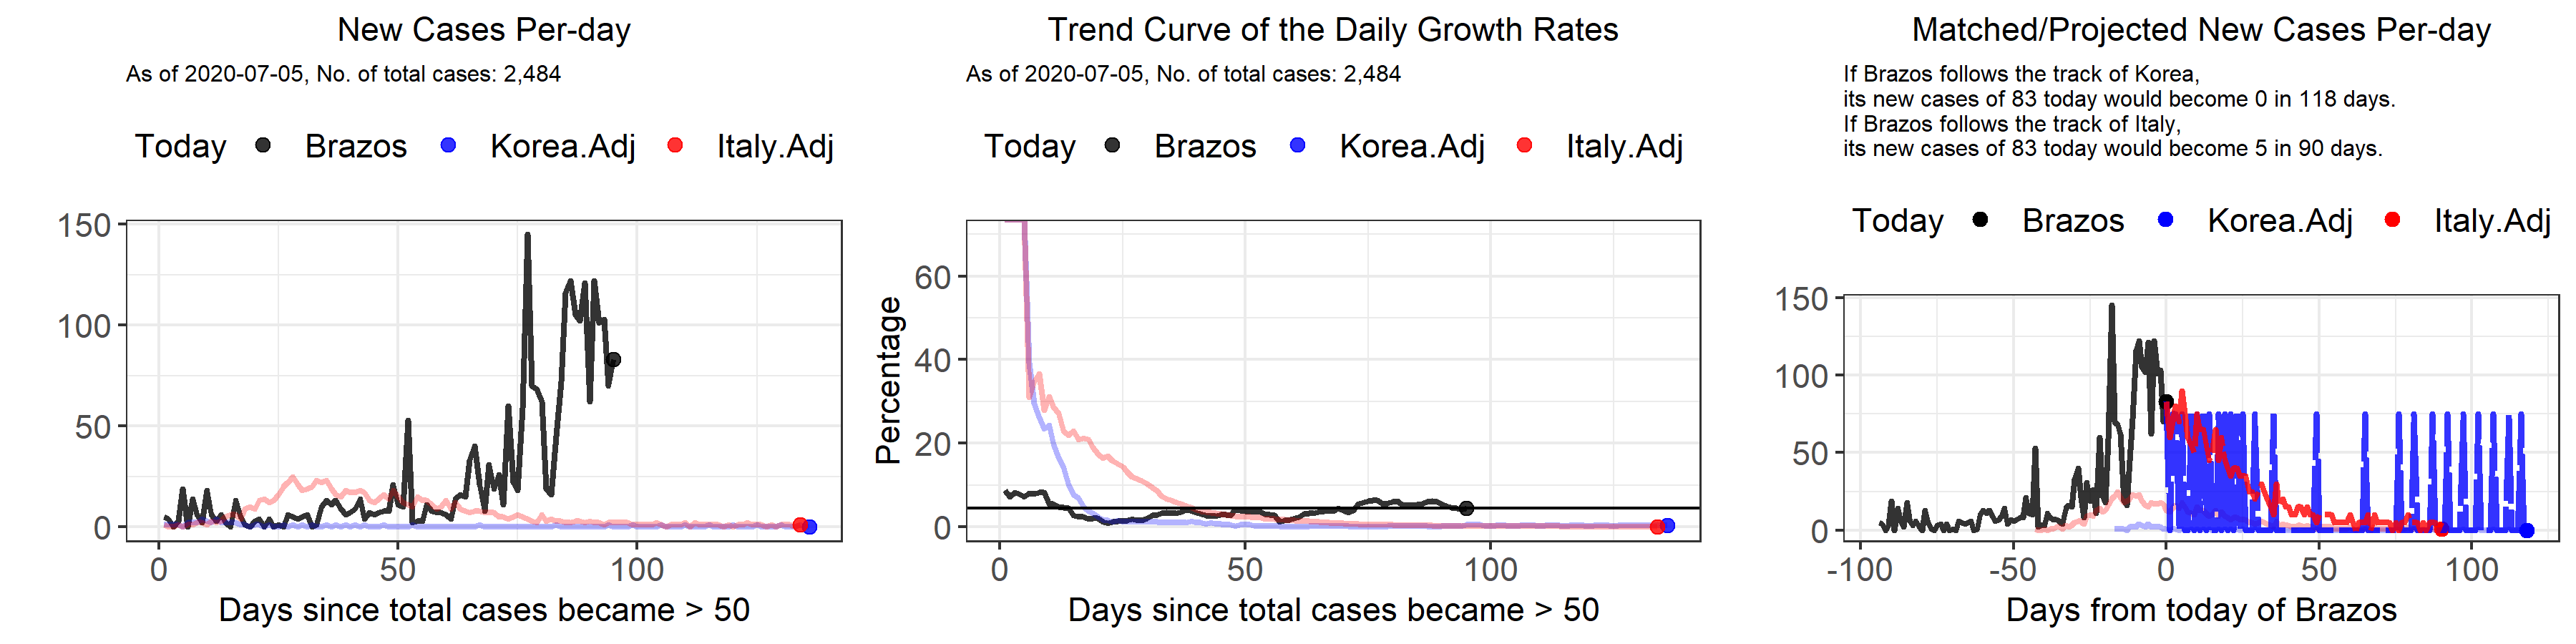 New Cases Per-day
As of 2020-07-05, No. of total cases: 2,484
Today Brazos Korea.Adj Italy.Adj
150
100
50
0
0 50 100
Days since total cases became > 50
Trend Curve of the Daily Growth Rates
As of 2020-07-05, No. of total cases: 2,484
Today Brazos Korea.Adj Italy.Adj
Percentage
60
40
20
0
0 50 100
Days since total cases became > 50
Matched/Projected New Cases Per-day
If Brazos follows the track of Korea,
its new cases of 83 today would become 0 in 118 days.
If Brazos follows the track of Italy,
its new cases of 83 today would become 5 in 90 days.
Today Brazos Korea.Adj Italy.Adj
150
100
50
0
-100 -50 0 50 100
Days from today of Brazos